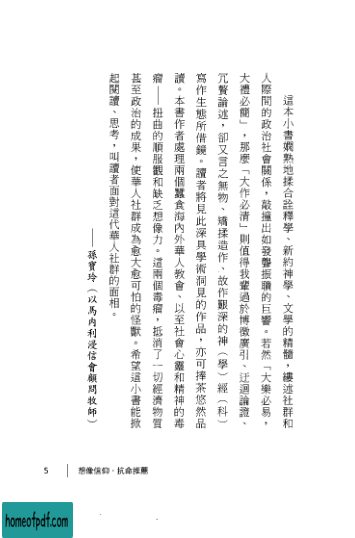 這本小書嫻熟地揉合詮釋學、新約神學、文學的精髓，縷述社群和
人際間的政治社會關係，敲撞出如發聾振聵的巨響。若然「大樂必易，
大禮必簡」，那麼「大作必清」則值得我輩過於博徵廣引、迂迴論證、
冗贅論述，卻又言之無物、矯揉造作、故作艱深的神（學）經（科）
寫作生態所借鏡。讀者將見此深具學術洞見的作品，亦可捧茶悠然品
讀。本書作者處理兩個蠶食海內外華人教會、以至社會心靈和精神的毒
瘤——扭曲的順服觀和缺乏想像力。這兩個毒瘤，抵消了一切經濟物質
甚至政治的成果，使華人社群成為愈大愈可怕的怪獸。希望這小書能掀
起閱讀、思考，叫讀者面對這代華人社群的面相。
——孫寶玲（以馬內利浸信會顧問牧師）
5 想像信仰．抗命推薦
homeofpdf.com